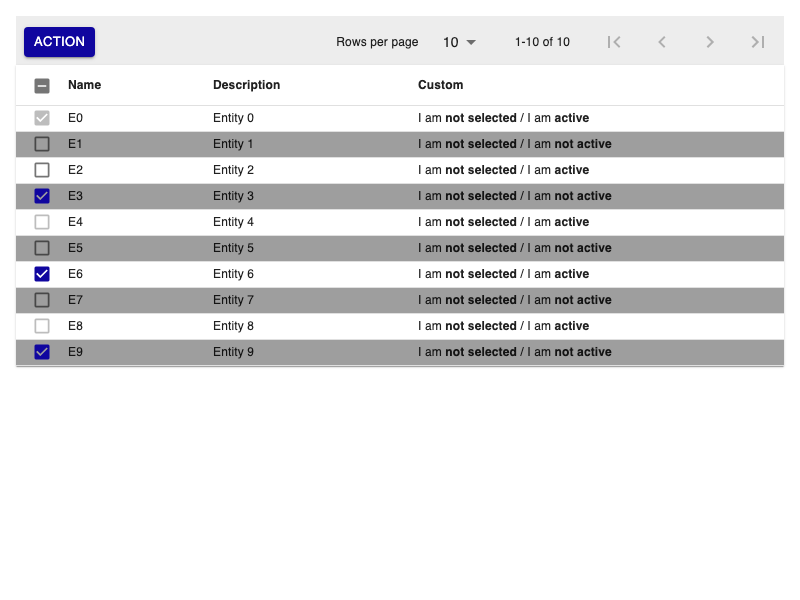 ACTION Rows per page 10 1-10 of 10
Name Description Custom
E0 Entity 0 I am not selected / I am active
E1 Entity 1 I am not selected / I am not active
E2 Entity 2 I am not selected / I am active
E3 Entity 3 I am not selected / I am not active
E4 Entity 4 I am not selected / I am active
E5 Entity 5 I am not selected / I am not active
E6 Entity 6 I am not selected / I am active
E7 Entity 7 I am not selected / I am not active
E8 Entity 8 I am not selected / I am active
E9 Entity 9 I am not selected / I am not active